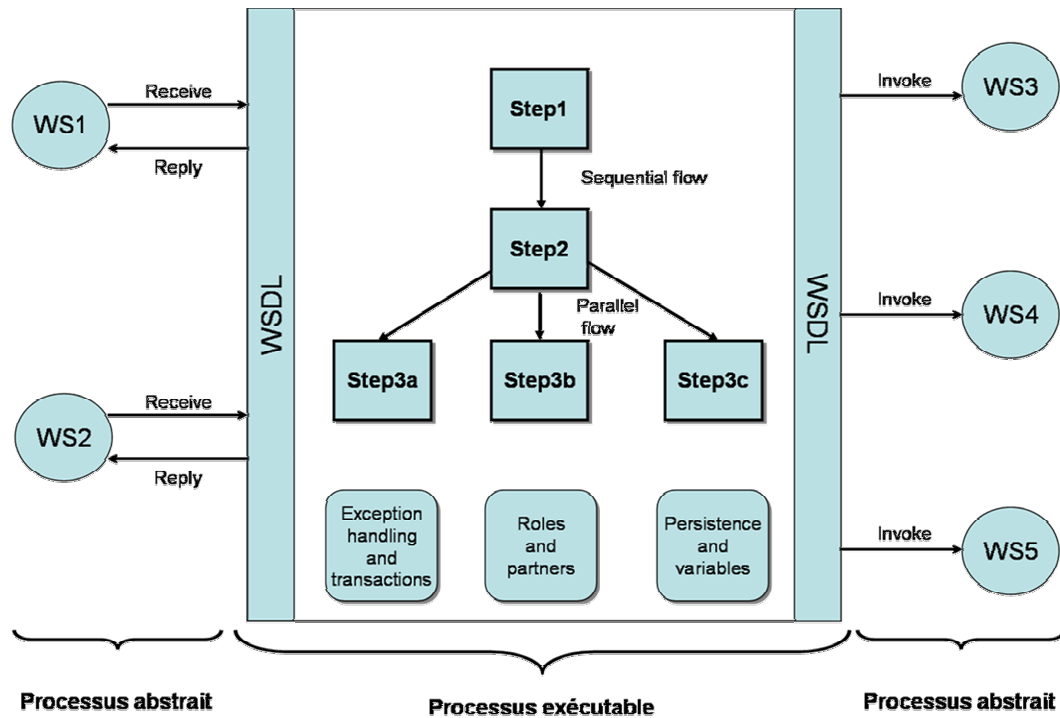 WS1
Receive
Reply
WS2
Receive
Reply
WSDL
Step1
Sequential flow
Step2
Parallel
flow
Step3a
Step3b
Step3c
Exception
handling
and
transactions
Roles
and
partners
Persistence
and
variables
WSDL
Invoke
WS3
Invoke
WS4
Invoke
WS5
Processus abstrait
Processus exécutable
Processus abstrait